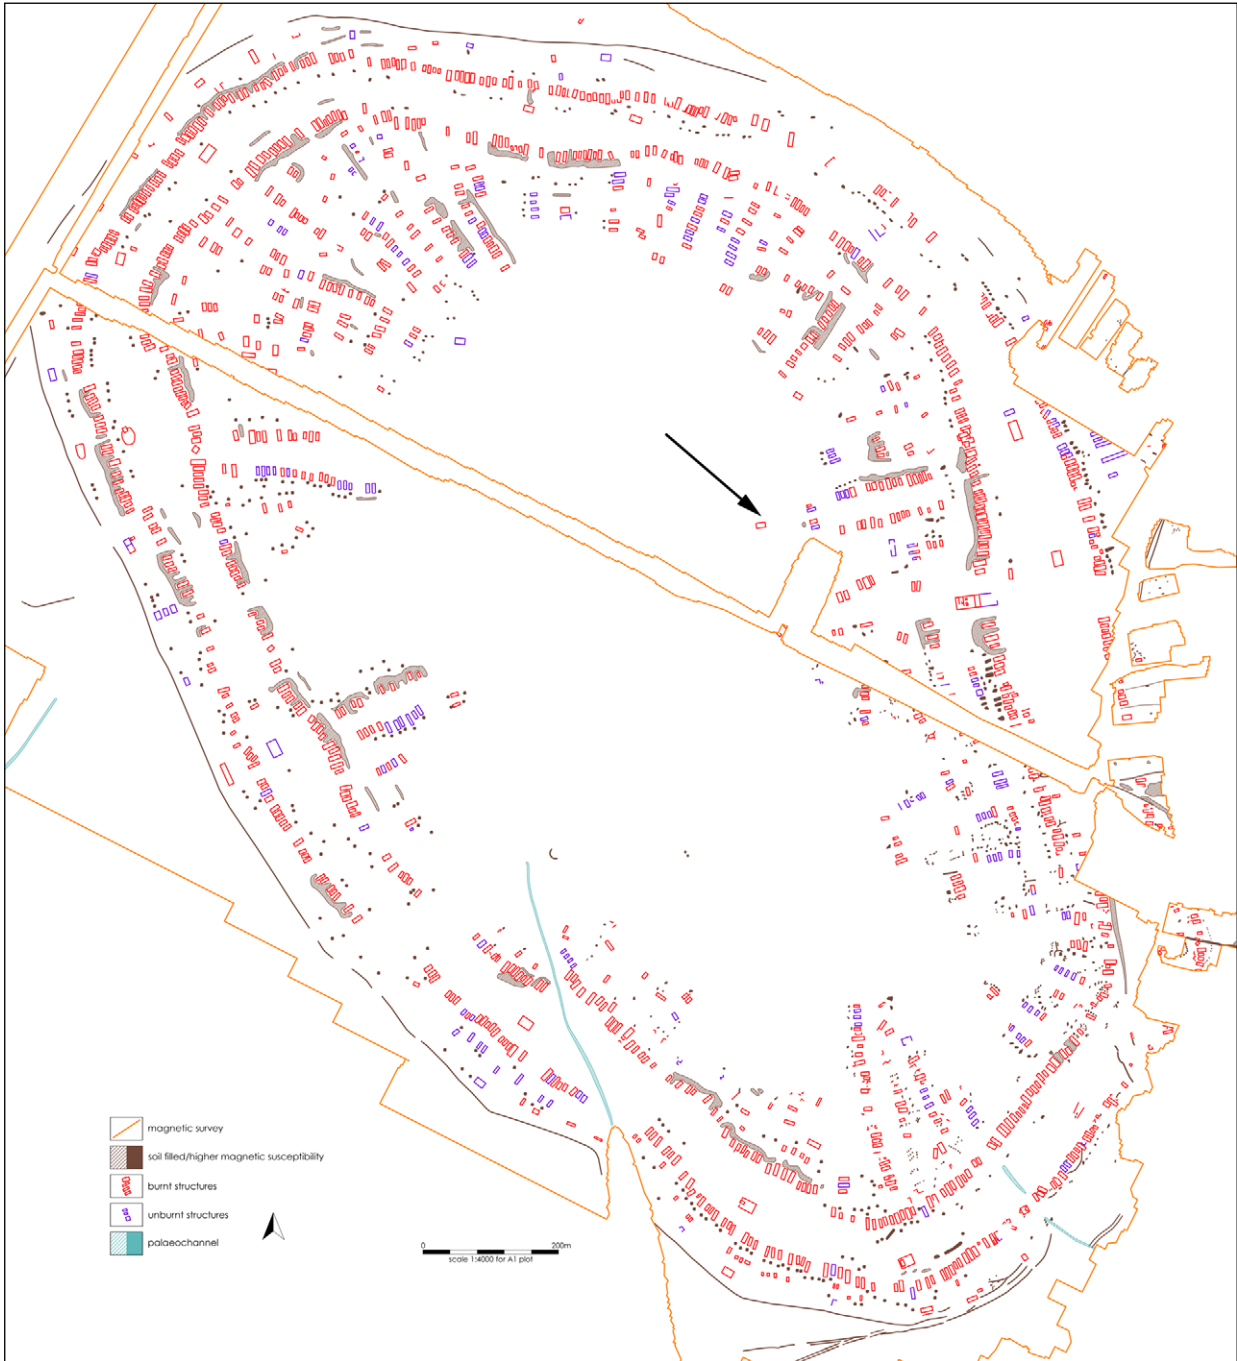 magnetic survey
soil filled/higher magnetic susceptibility
burnt structures
unburnt structures
palaeochannel
0 200m
scale 1:4000 for A1 plot